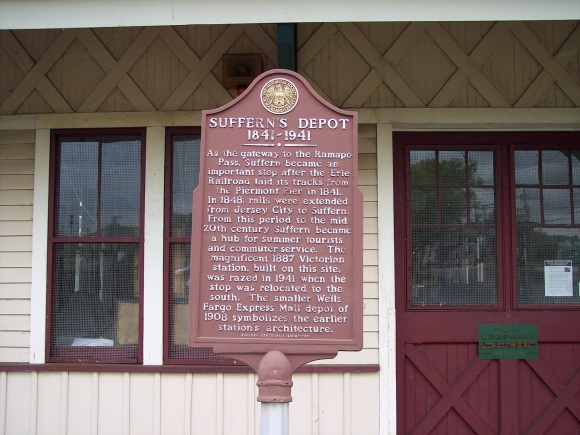 SUFFERN'S DEPOT
1841-1941
As the gateway to the Ramapo
Pass, Suffern became an
important stop after the Erie
Railroad laid its tracks from
the Piermont Pier in 1841.
In 1848, rails were extended
from Jersey City to Suffern.
From this period to the mid
20th century Suffern became
a hub for summer tourists
and commuter service. The
magnificent 1887 Victorian
station, built on this site,
was razed in 1941 when the
stop was relocated to the
south. The smaller Wells
Fargo Express Mail depot of
1908 symbolizes the earlier
station's architecture.